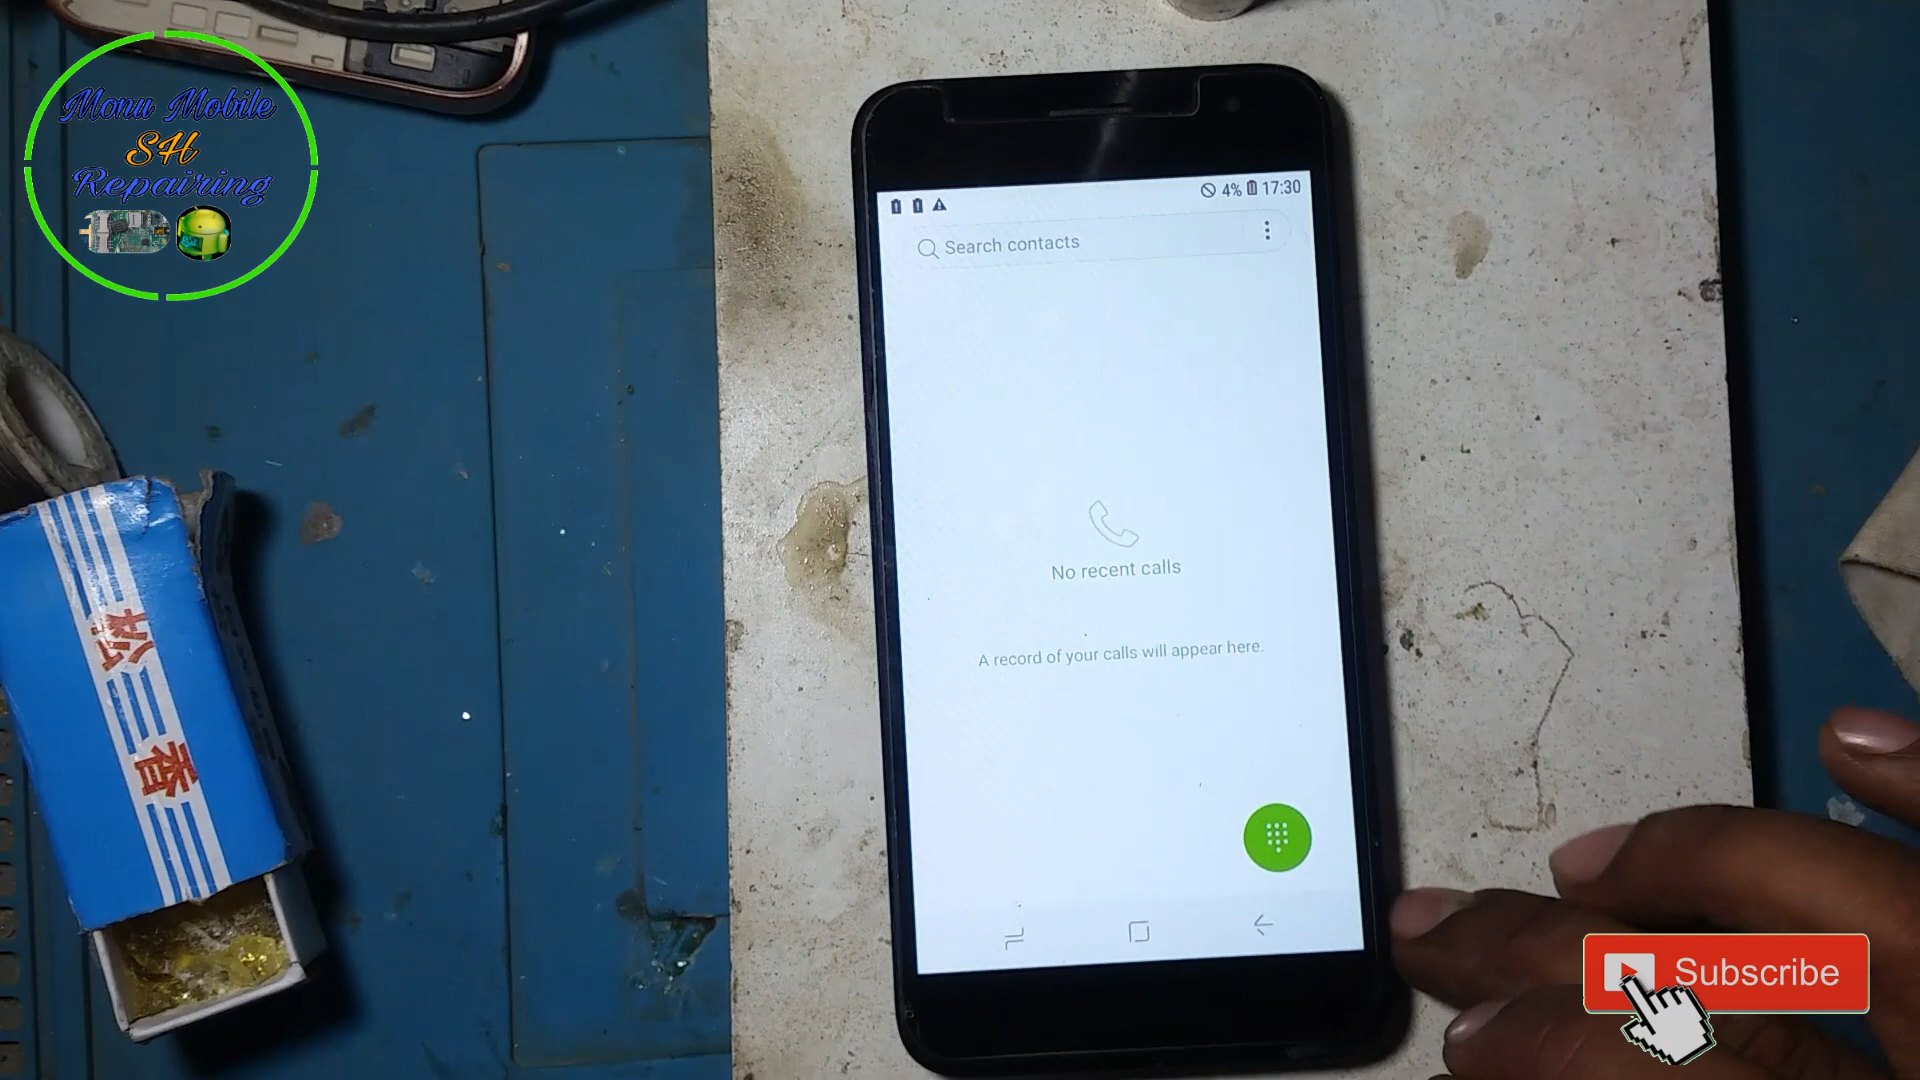 Monu Mobile
SH
Repairing
4% 17:30
Search contacts
No recent calls
A record of your calls will appear here.
松香
Subscribe